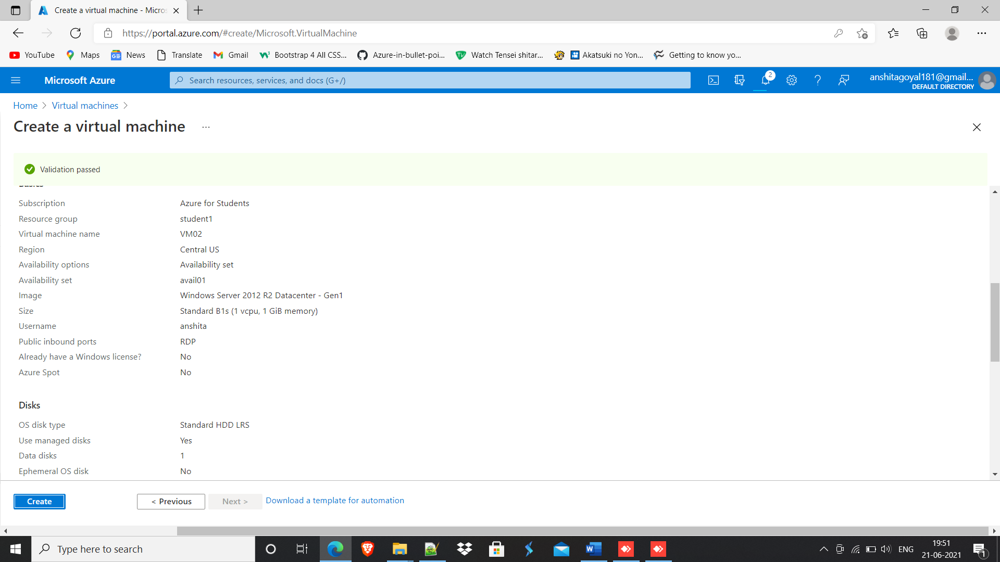 Create a virtual machine - Micros
https://portal.azure.com/#create/Microsoft.VirtualMachine
YouTube Maps News Translate Gmail Bootstrap 4 All CSS... Azure-in-bullet-poi... Watch Tensei shitar... Akatsuki no Yon... Getting to know yo...
Microsoft Azure Search resources, services, and docs (G+/) 2 anshitagoyal181@gmail....
DEFAULT DIRECTORY
Home > Virtual machines >
Create a virtual machine ...
Validation passed
Basics
Subscription Azure for Students
Resource group student1
Virtual machine name VM02
Region Central US
Availability options Availability set
Availability set avail01
Image Windows Server 2012 R2 Datacenter - Gen1
Size Standard B1s (1 vcpu, 1 GiB memory)
Username anshita
Public inbound ports RDP
Already have a Windows license? No
Azure Spot No
Disks
OS disk type Standard HDD LRS
Use managed disks Yes
Data disks 1
Ephemeral OS disk No
Create < Previous Next > Download a template for automation
Type here to search ENG 19:51
21-06-2021 1